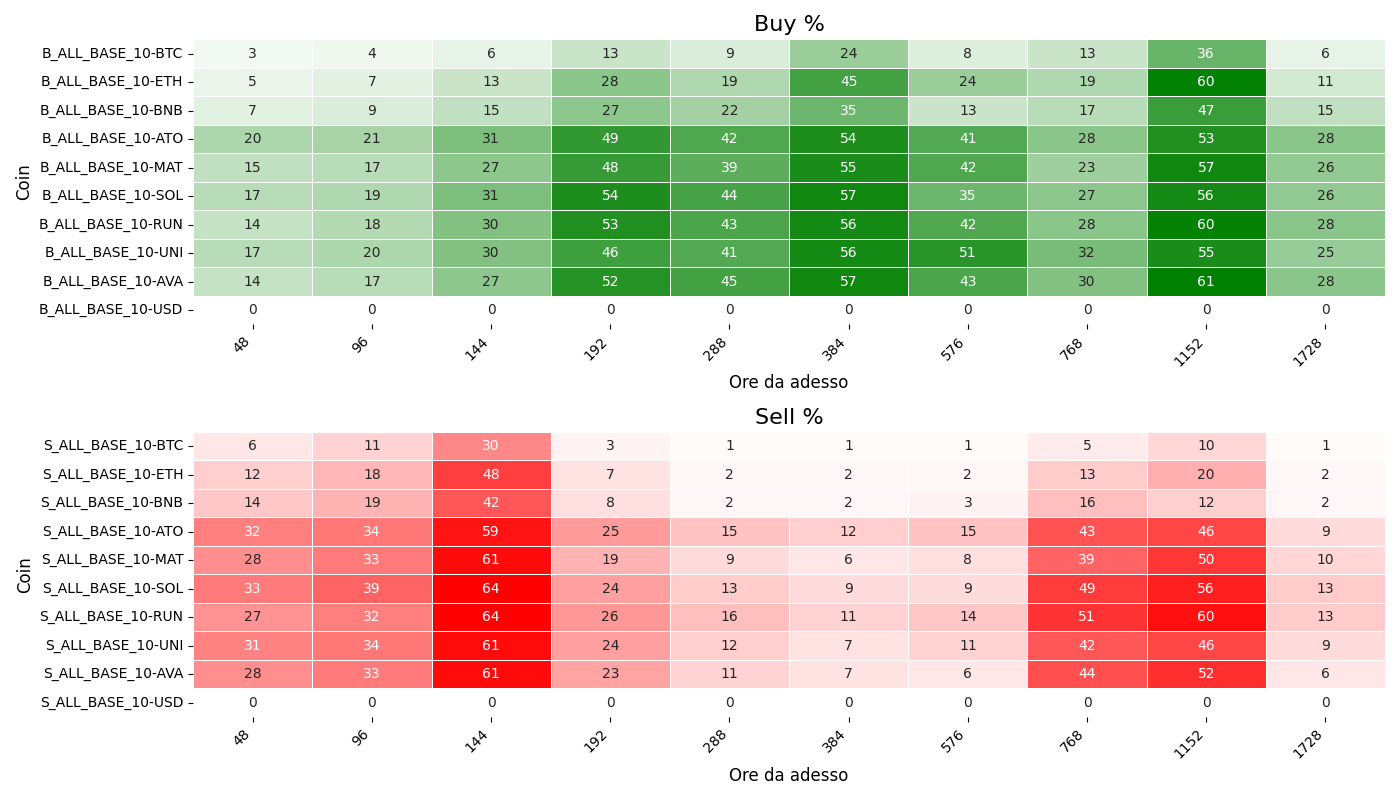 Buy %
B_ALL_BASE_10-BTC 3 4 6 13 9 24 8 13 36 6
B_ALL_BASE_10-ETH 5 7 13 28 19 45 24 19 60 11
B_ALL_BASE_10-BNB 7 9 15 27 22 35 13 17 47 15
B_ALL_BASE_10-ATO 20 21 31 49 42 54 41 28 53 28
B_ALL_BASE_10-MAT 15 17 27 48 39 55 42 23 57 26
B_ALL_BASE_10-SOL 17 19 31 54 44 57 35 27 56 26
B_ALL_BASE_10-RUN 14 18 30 53 43 56 42 28 60 28
B_ALL_BASE_10-UNI 17 20 30 46 41 56 51 32 55 25
B_ALL_BASE_10-AVA 14 17 27 52 45 57 43 30 61 28
B_ALL_BASE_10-USD 0 0 0 0 0 0 0 0 0 0
Coin
48 96 144 192 288 384 576 768 1152 1728
Ore da adesso
Sell %
S_ALL_BASE_10-BTC 6 11 30 3 1 1 1 5 10 1
S_ALL_BASE_10-ETH 12 18 48 7 2 2 2 13 20 2
S_ALL_BASE_10-BNB 14 19 42 8 2 2 3 16 12 2
S_ALL_BASE_10-ATO 32 34 59 25 15 12 15 43 46 9
S_ALL_BASE_10-MAT 28 33 61 19 9 6 8 39 50 10
S_ALL_BASE_10-SOL 33 39 64 24 13 9 9 49 56 13
S_ALL_BASE_10-RUN 27 32 64 26 16 11 14 51 60 13
S_ALL_BASE_10-UNI 31 34 61 24 12 7 11 42 46 9
S_ALL_BASE_10-AVA 28 33 61 23 11 7 6 44 52 6
S_ALL_BASE_10-USD 0 0 0 0 0 0 0 0 0 0
Coin
48 96 144 192 288 384 576 768 1152 1728
Ore da adesso